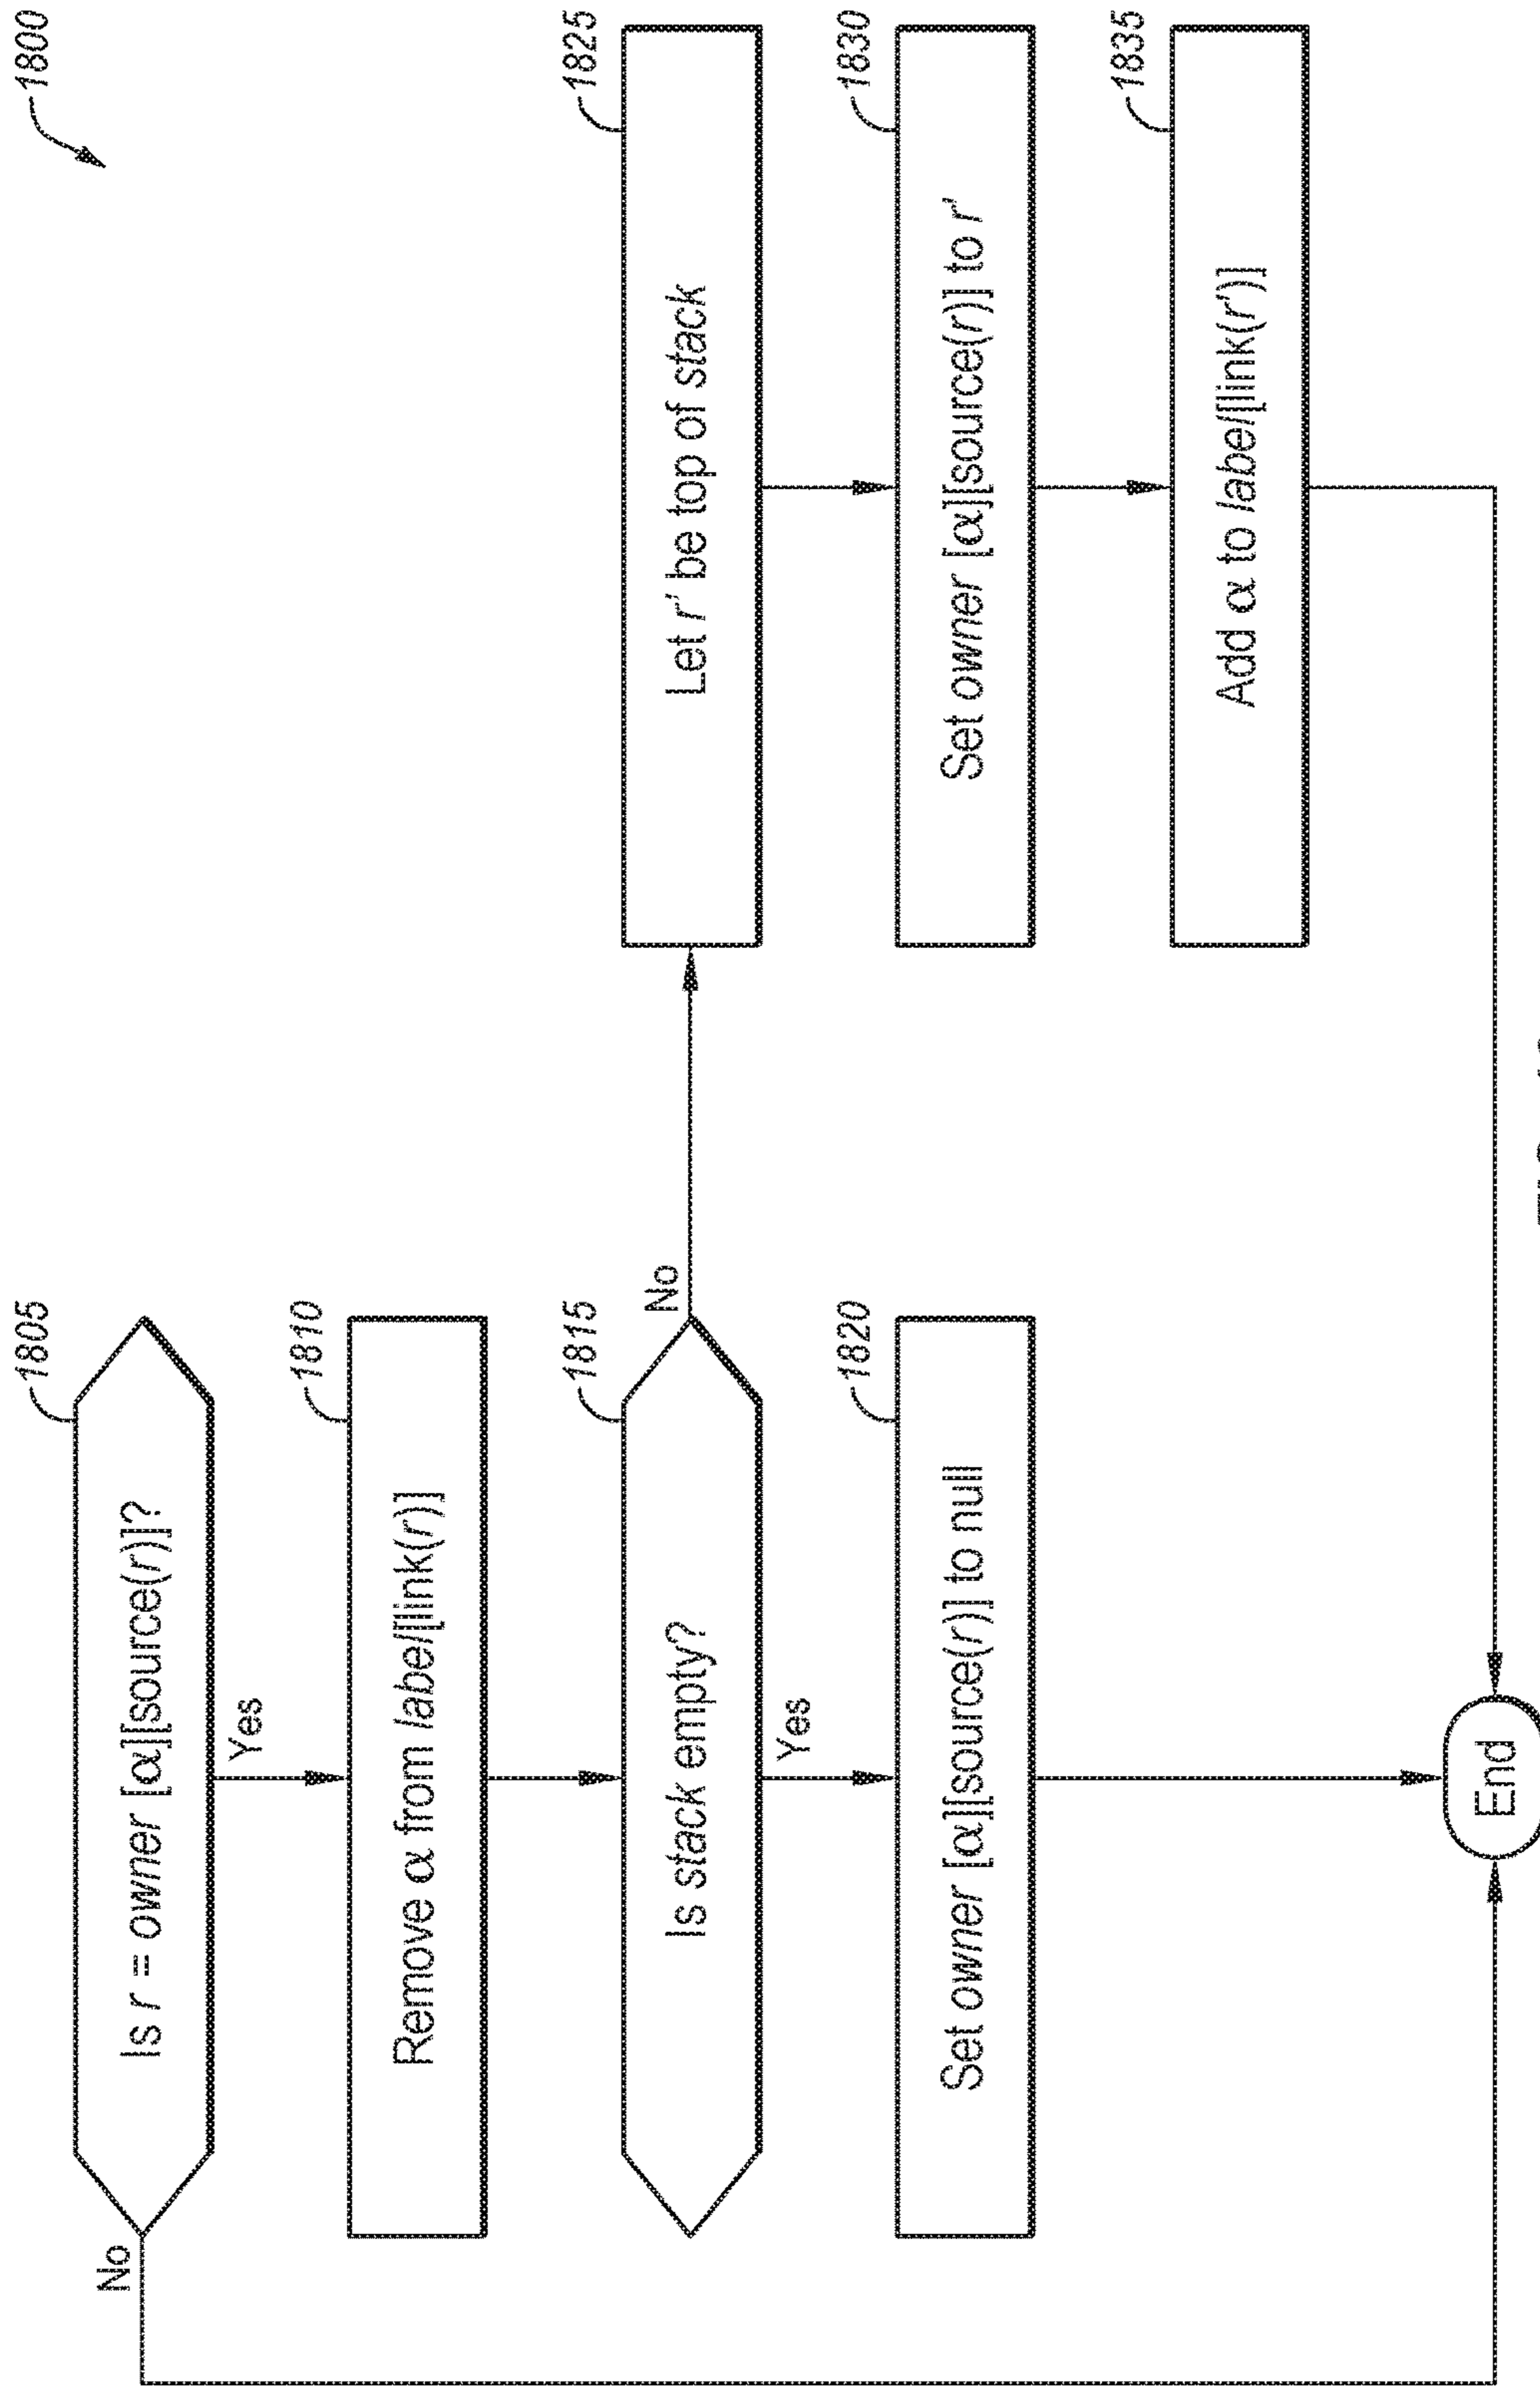 1800
1805
Is r = owner [α][source(r)]?
No
Yes
1810
Remove α from label[link(r)]
1815
Is stack empty?
No
Yes
1820
Set owner [α][source(r)] to null
1825
Let r' be top of stack
1830
Set owner [α][source(r)] to r'
1835
Add α to label[link(r')]
End